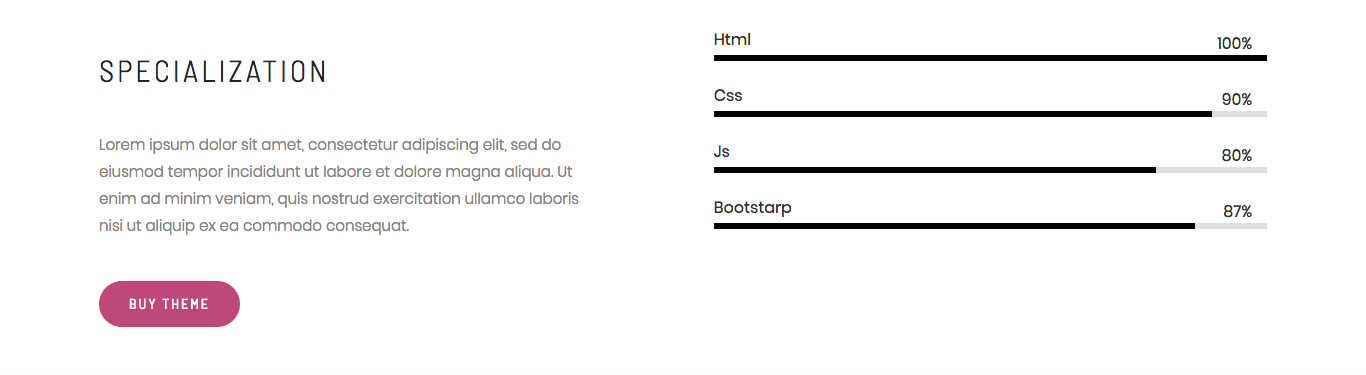 SPECIALIZATION
Lorem ipsum dolor sit amet, consectetur adipiscing elit, sed do
eiusmod tempor incididunt ut labore et dolore magna aliqua. Ut
enim ad minim veniam, quis nostrud exercitation ullamco laboris
nisi ut aliquip ex ea commodo consequat.
BUY THEME
Html 100%
Css 90%
Js 80%
Bootstarp 87%